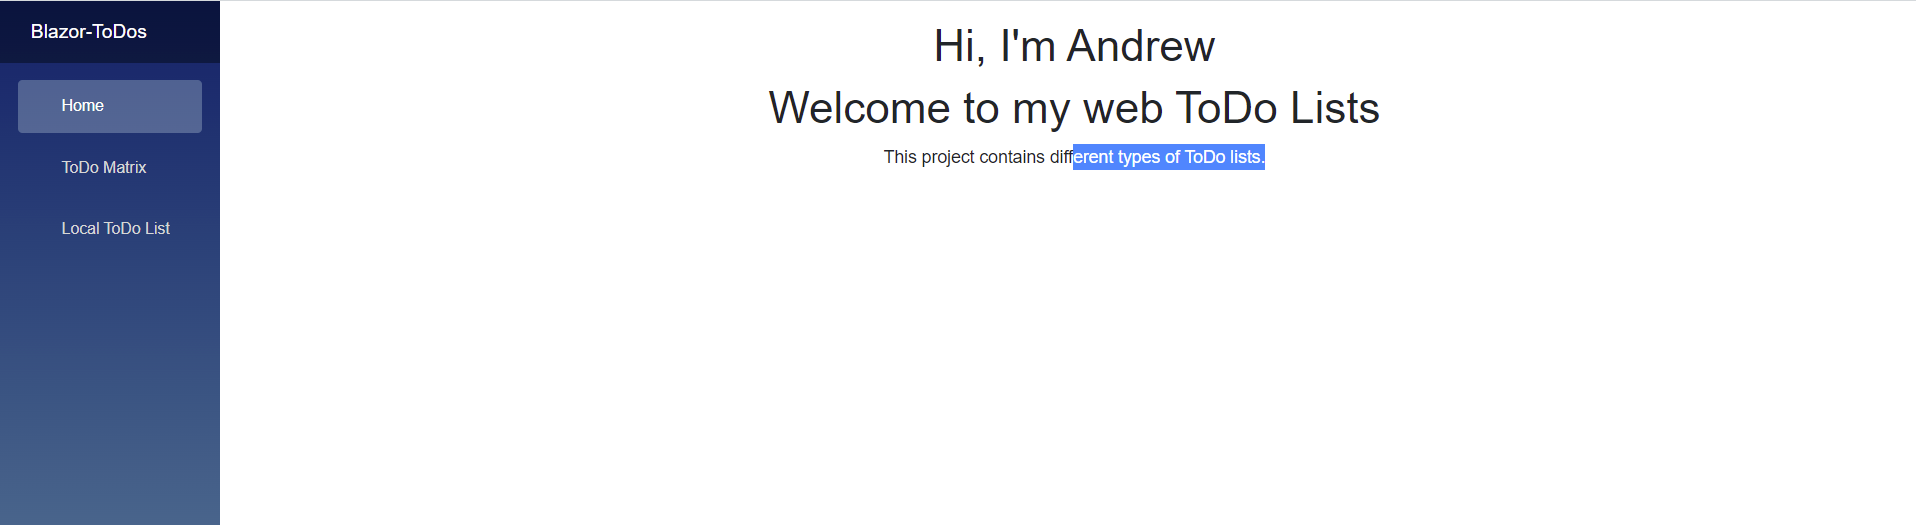 Blazor-ToDos
Home
ToDo Matrix
Local ToDo List
Hi, I'm Andrew
Welcome to my web ToDo Lists
This project contains different types of ToDo lists.